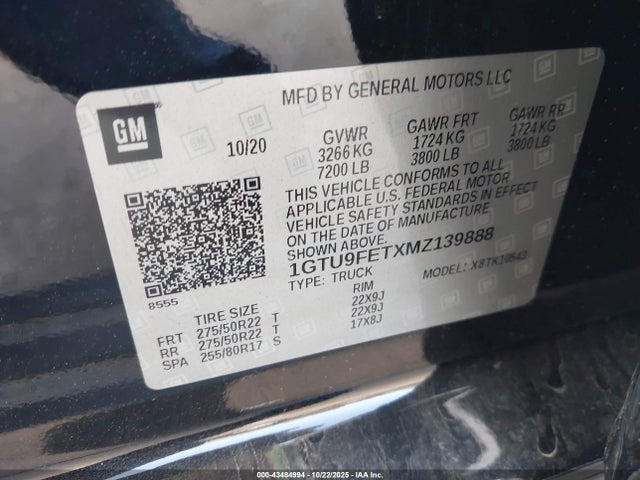 MFD BY GENERAL MOTORS LLC
GM
10/20
GVWR GAWR FRT GAWR RR
3266 KG 1724 KG 1724 KG
7200 LB 3800 LB 3800 LB
THIS VEHICLE CONFORMS TO ALL
APPLICABLE U.S. FEDERAL MOTOR
VEHICLE SAFETY STANDARDS IN EFFECT
ON THE DATE OF MANUFACTURE
SHOWN ABOVE.
1GTU9FETXMZ139888
TYPE: TRUCK MODEL: X8TK10543
8555
TIRE SIZE RIM
FRT 275/50R22 T 22X9J
RR 275/50R22 T 22X9J
SPA 255/80R17 S 17X8J
000-43484994 - 10/22/2025 - IAA Inc.